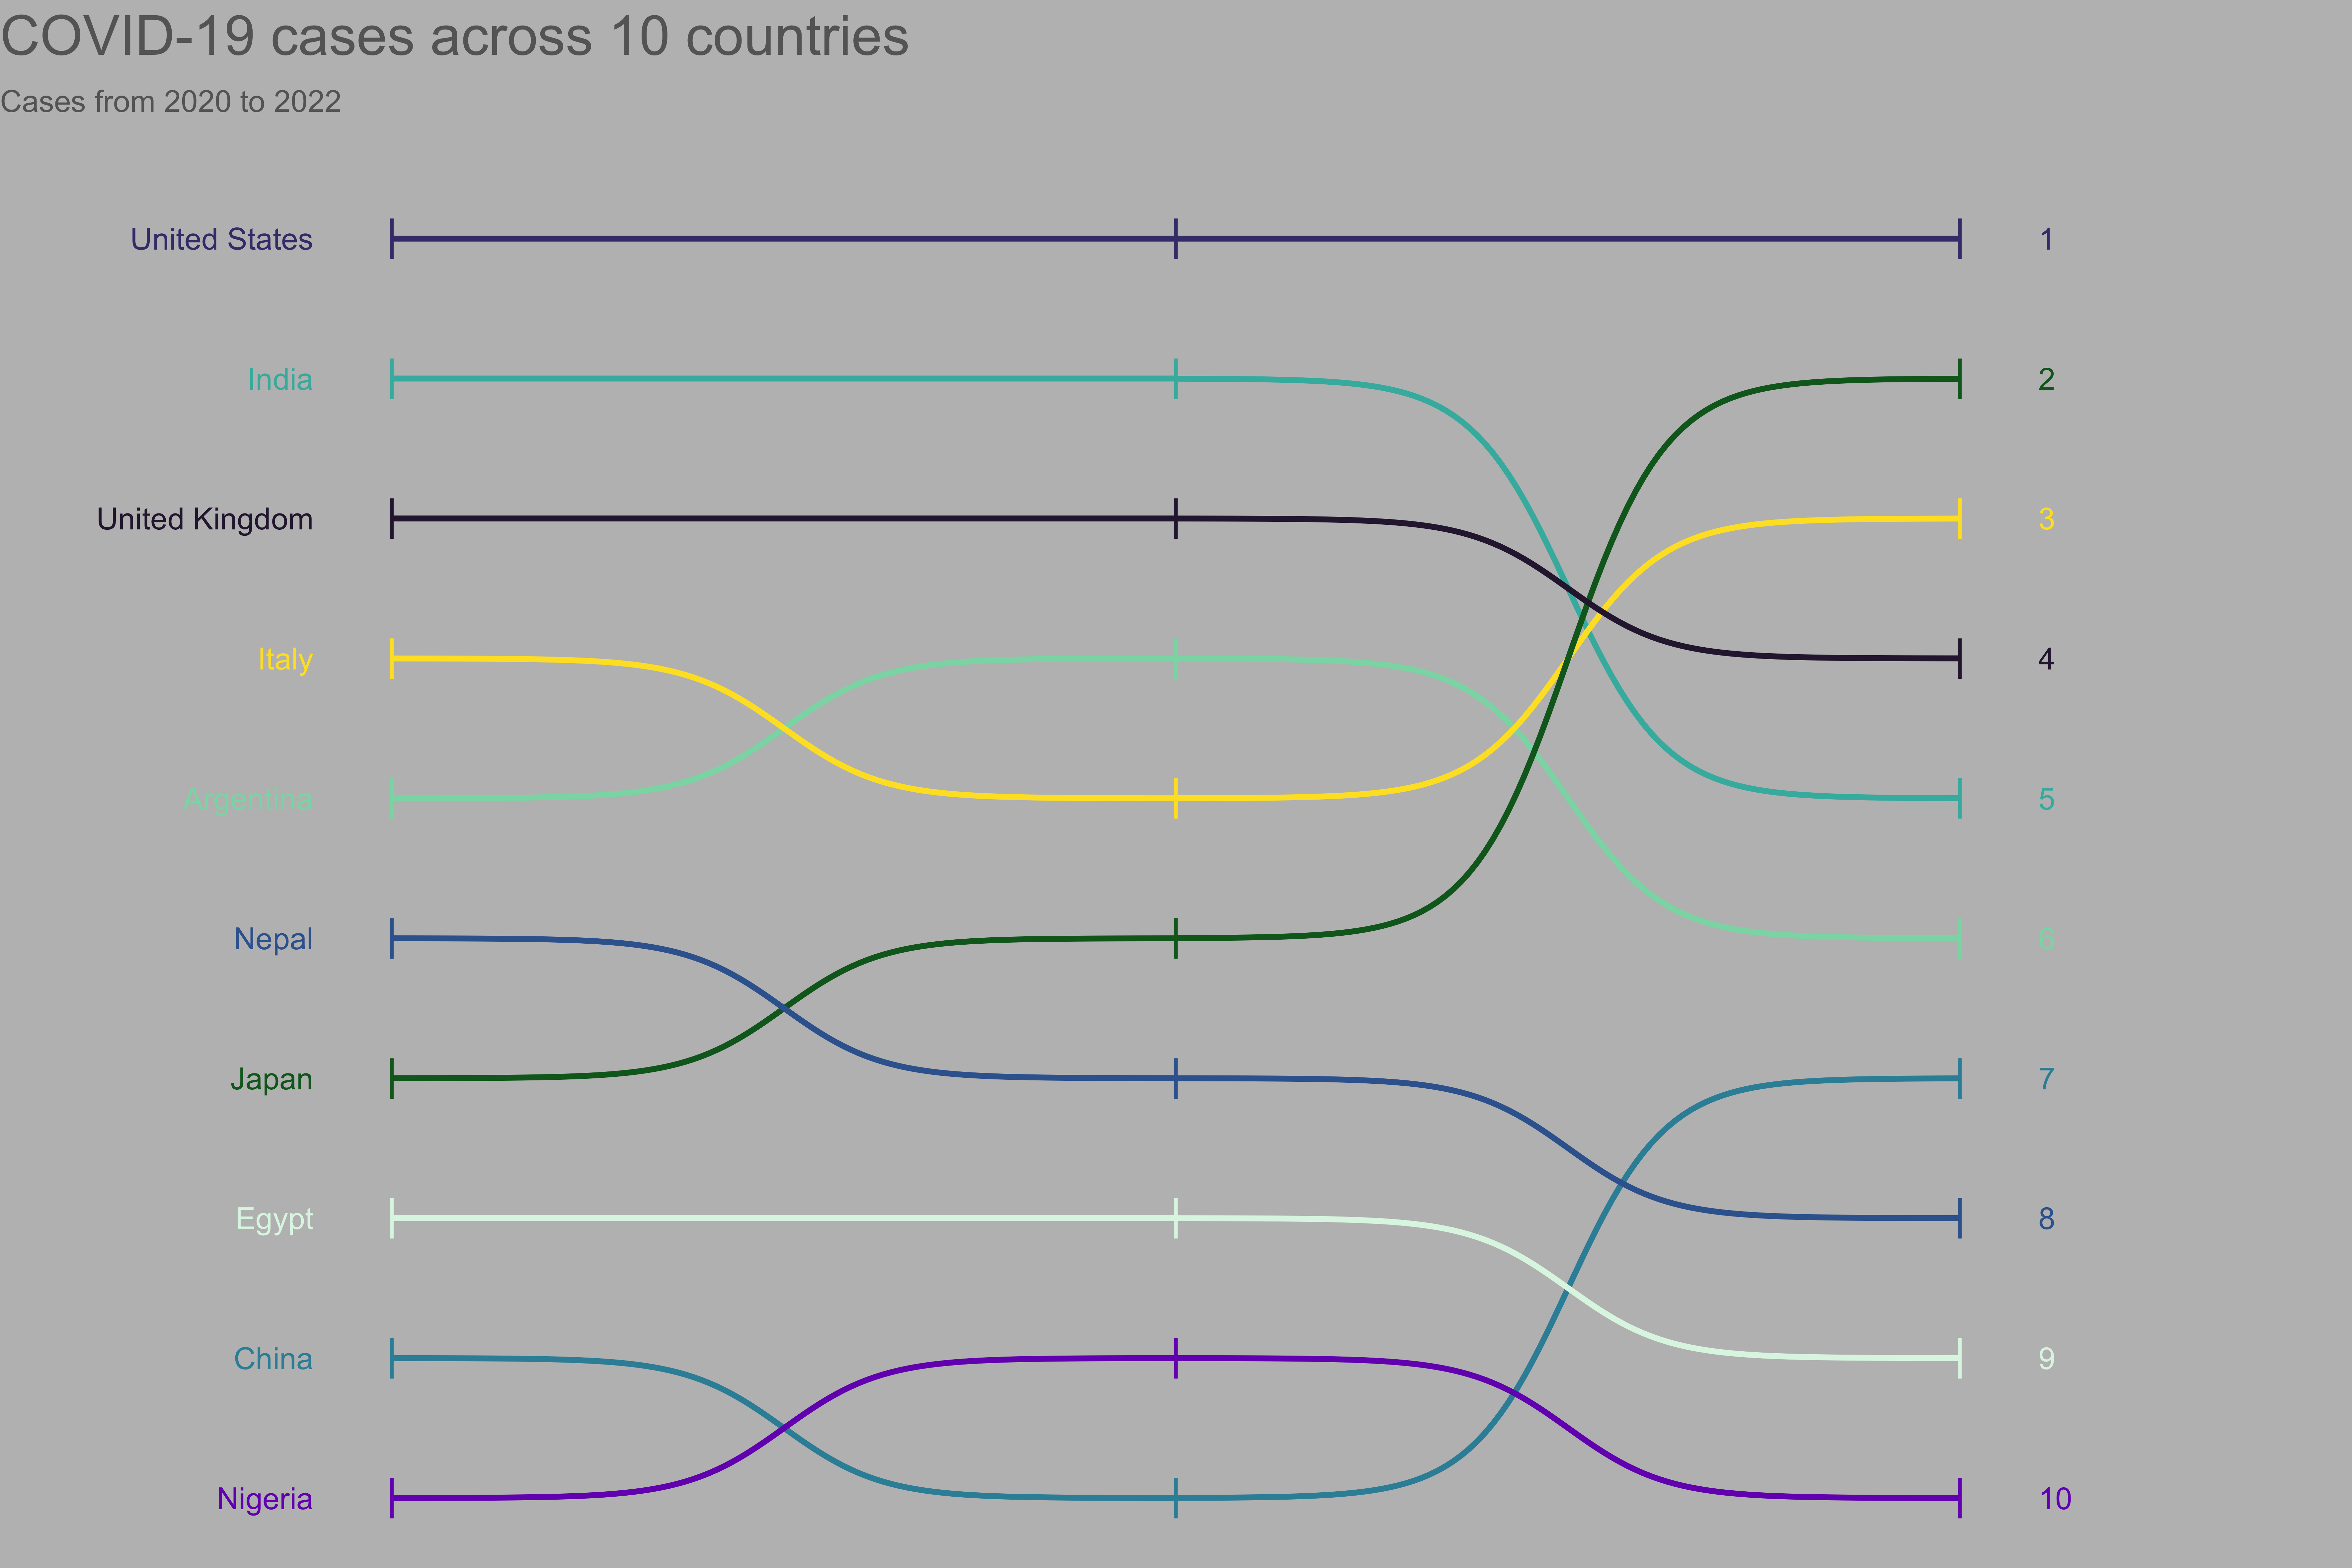 COVID-19 cases across 10 countries
Cases from 2020 to 2022
United States 1
India 2
United Kingdom 3
Italy 4
Argentina 5
Nepal 6
Japan 7
Egypt 8
China 9
Nigeria 10